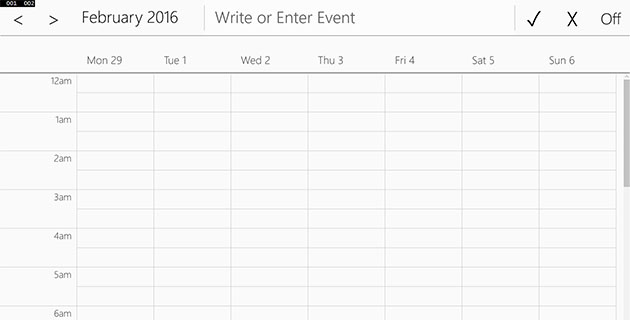 001 002
< > February 2016 Write or Enter Event ✓ X Off
Mon 29 Tue 1 Wed 2 Thu 3 Fri 4 Sat 5 Sun 6
12am
1am
2am
3am
4am
5am
6am